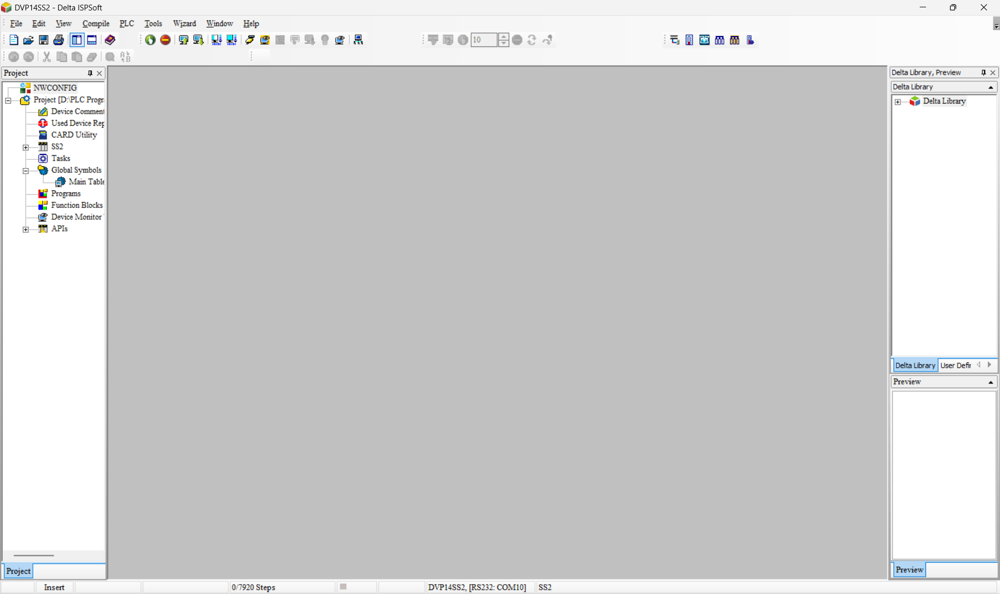 DVP14SS2 - Delta ISPSoft
File Edit View Compile PLC Tools Wizard Window Help
10
Project
NWCONFIG
Project [D:\PLC Progr
Device Comment
Used Device Rep
CARD Utility
SS2
Tasks
Global Symbols
Main Table
Programs
Function Blocks
Device Monitor
APIs
Project
Delta Library, Preview
Delta Library
Delta Library
Delta Library User Defin
Preview
Preview
Insert 0/7920 Steps DVP14SS2, [RS232: COM10] SS2